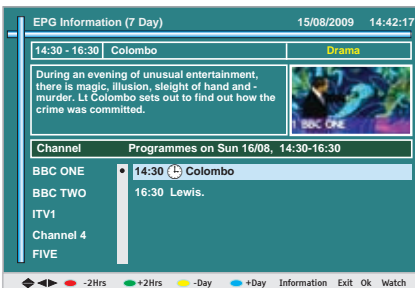 EPG Information (7 Day) 15/08/2009 14:42:17
14:30 - 16:30 Colombo Drama
During an evening of unusual entertainment,
there is magic, illusion, sleight of hand and -
murder. Lt Colombo sets out to find out how the
crime was committed.
1 BBC ONE
Channel Programmes on Sun 16/08, 14:30-16:30
BBC ONE 14:30 Colombo
BBC TWO 16:30 Lewis.
ITV1
Channel 4
FIVE
-2Hrs +2Hrs -Day +Day Information Exit Ok Watch